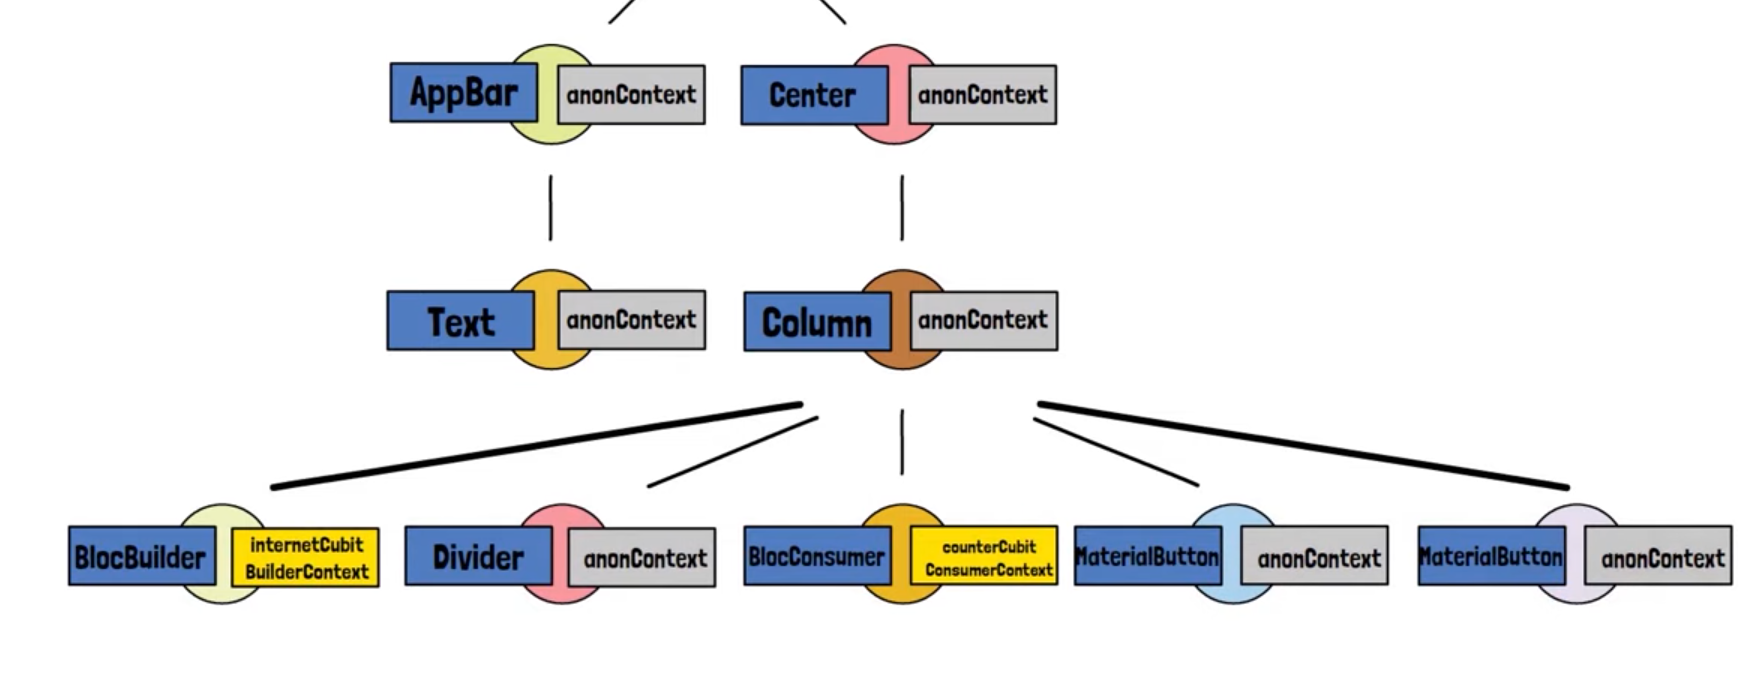 AppBar
anonContext
Center
anonContext
Text
anonContext
Column
anonContext
BlocBuilder
internetCubit
BuilderContext
Divider
anonContext
BlocConsumer
counterCubit
ConsumerContext
MaterialButton
anonContext
MaterialButton
anonContext